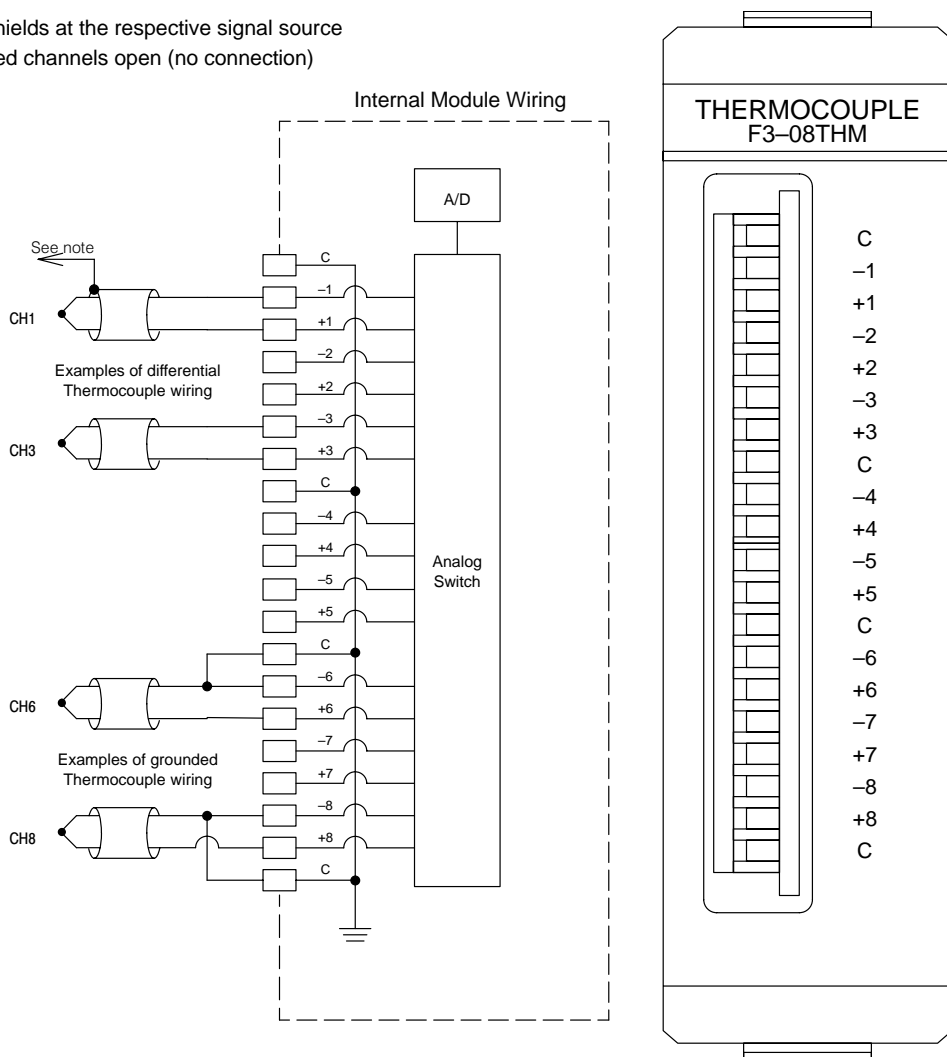 hields at the respective signal source
ed channels open (no connection)
Internal Module Wiring
A/D
See note
CH1
Examples of differential
Thermocouple wiring
CH3
CH6
Examples of grounded
Thermocouple wiring
CH8
C
–1
+1
–2
+2
–3
+3
C
–4
+4
–5
+5
C
–6
+6
–7
+7
–8
+8
C
Analog
Switch
THERMOCOUPLE
F3–08THM
C
–1
+1
–2
+2
–3
+3
C
–4
+4
–5
+5
C
–6
+6
–7
+7
–8
+8
C